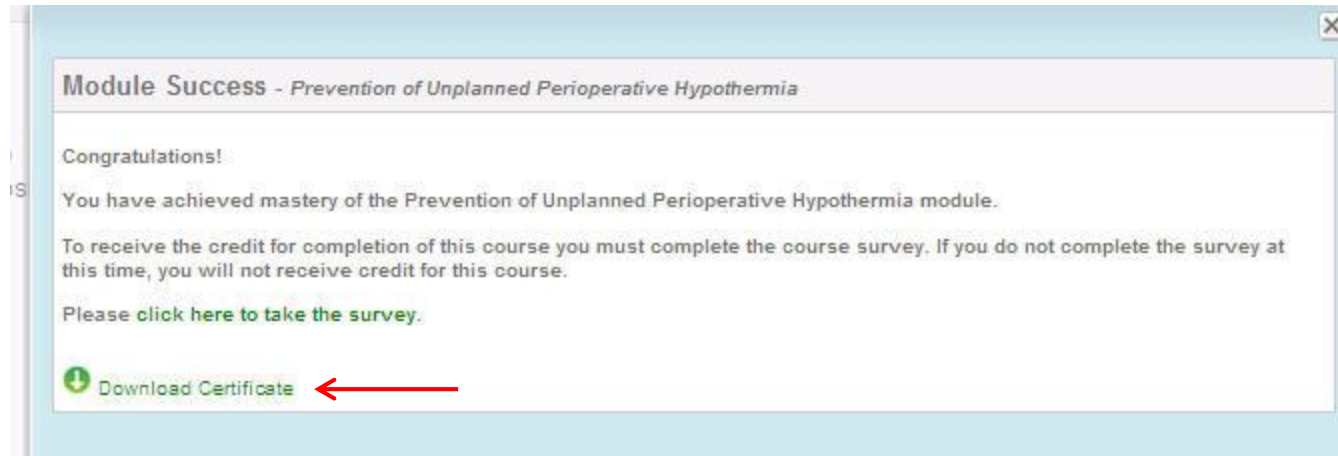 Module Success - Prevention of Unplanned Perioperative Hypothermia
Congratulations!
You have achieved mastery of the Prevention of Unplanned Perioperative Hypothermia module.
To receive the credit for completion of this course you must complete the course survey. If you do not complete the survey at
this time, you will not receive credit for this course.
Please click here to take the survey.
Download Certificate